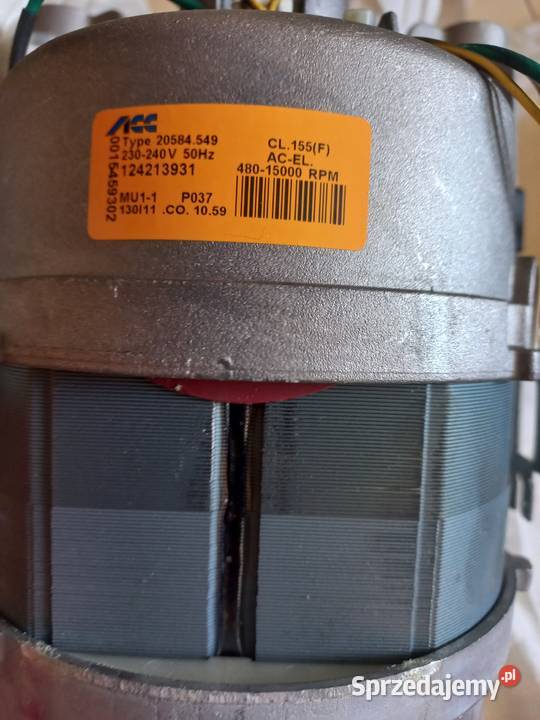 ACC
Type 20584.549
230-240V 50Hz
124213931
CL.155(F)
AC-EL.
480-15000 RPM
MU1-1 P037
130I11 .CO. 10.59
0015459302
Sprzedajemy.pl